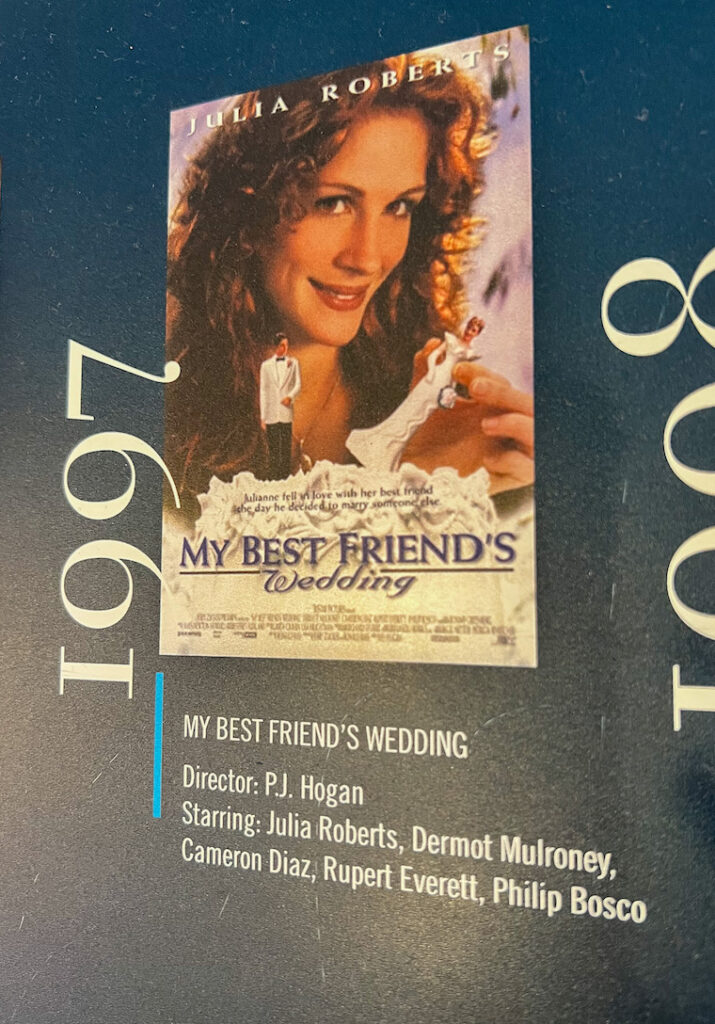 1997
JULIA ROBERTS
Julianne fell in love with her best friend
the day he decided to marry someone else
MY BEST FRIEND'S
Wedding
MY BEST FRIEND'S WEDDING
Director: P.J. Hogan
Starring: Julia Roberts, Dermot Mulroney,
Cameron Diaz, Rupert Everett, Philip Bosco